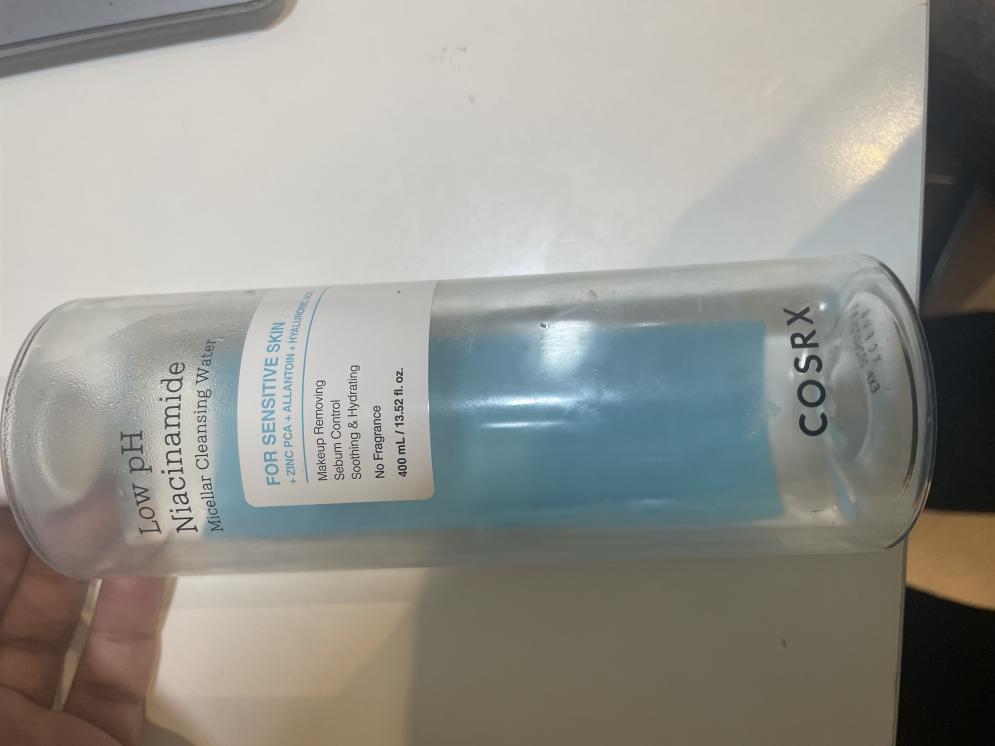 Low pH
Niacinamide
Micellar Cleansing Water
FOR SENSITIVE SKIN
+ ZINC PCA + ALLANTOIN + HYALURONIC ACID
Makeup Removing
Sebum Control
Soothing & Hydrating
No Fragrance
400 mL / 13.52 fl. oz.
COSRX